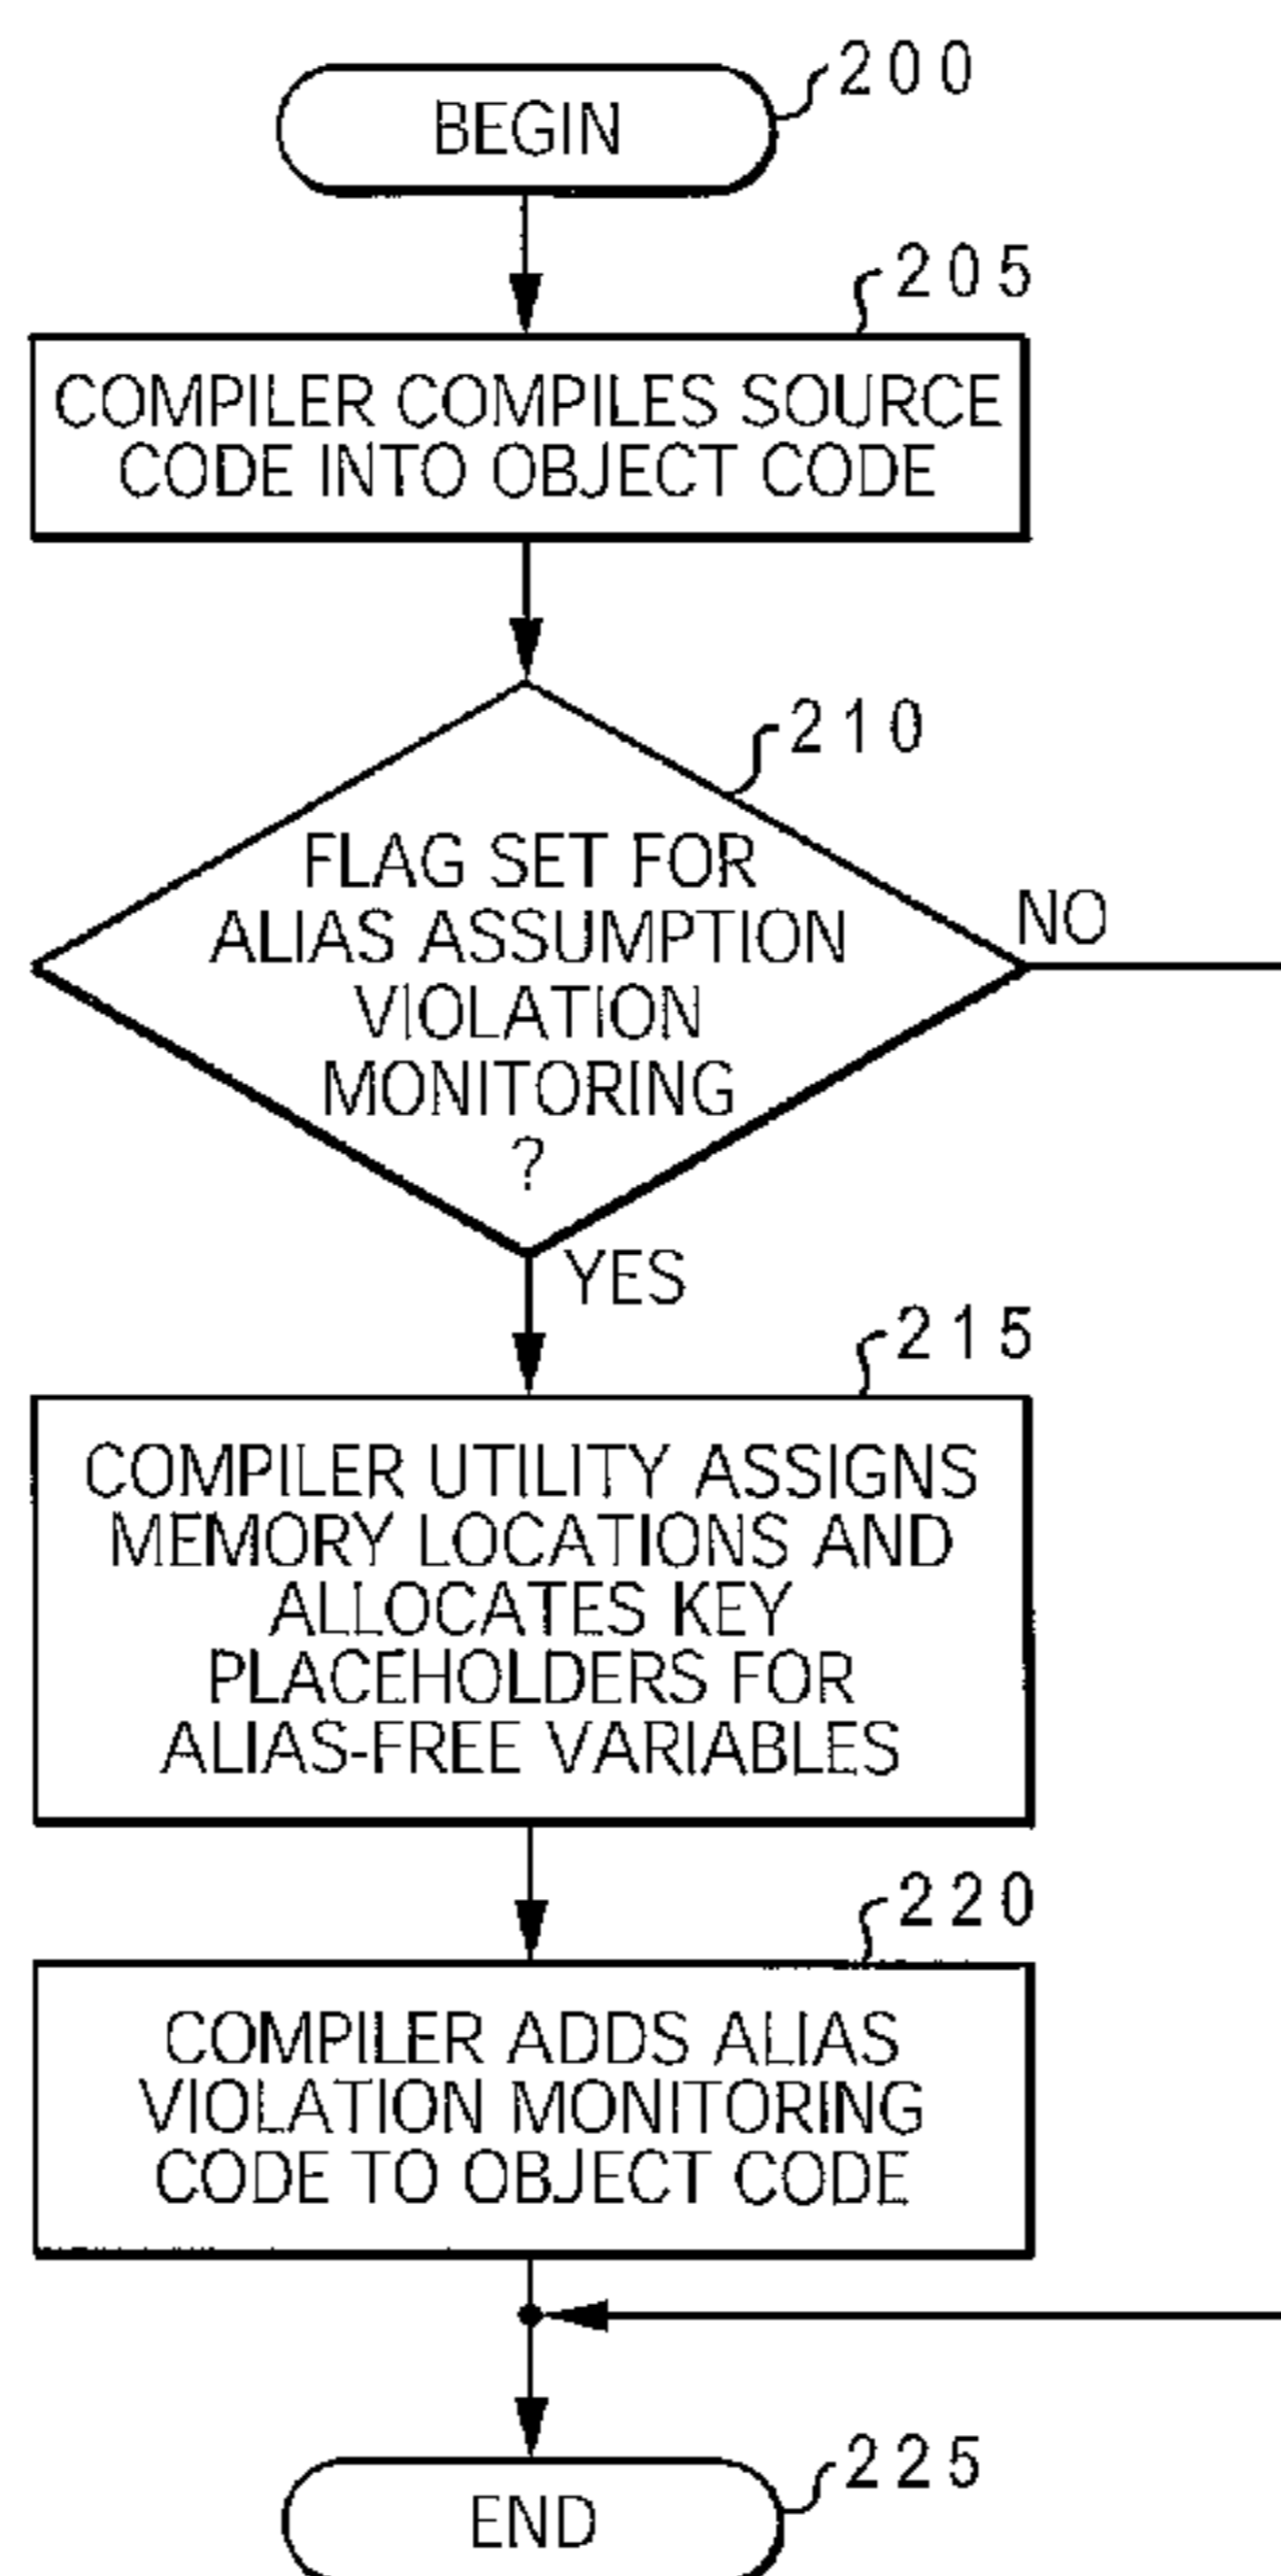 BEGIN
200
205
COMPILER COMPILES SOURCE
CODE INTO OBJECT CODE
210
FLAG SET FOR
ALIAS ASSUMPTION
VIOLATION
MONITORING
?
NO
YES
215
COMPILER UTILITY ASSIGNS
MEMORY LOCATIONS AND
ALLOCATES KEY
PLACEHOLDERS FOR
ALIAS-FREE VARIABLES
220
COMPILER ADDS ALIAS
VIOLATION MONITORING
CODE TO OBJECT CODE
225
END